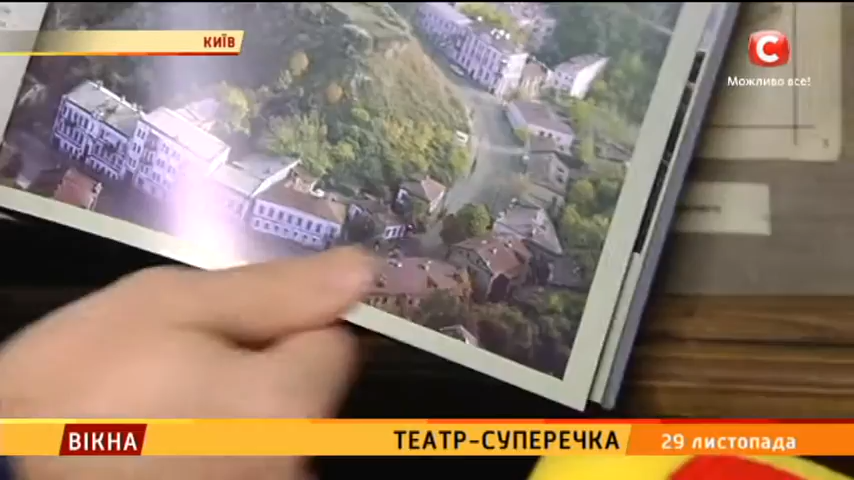 КИЇВ
Можливо все!
ВІКНА
ТЕАТР-СУПЕРЕЧКА
29 листопада